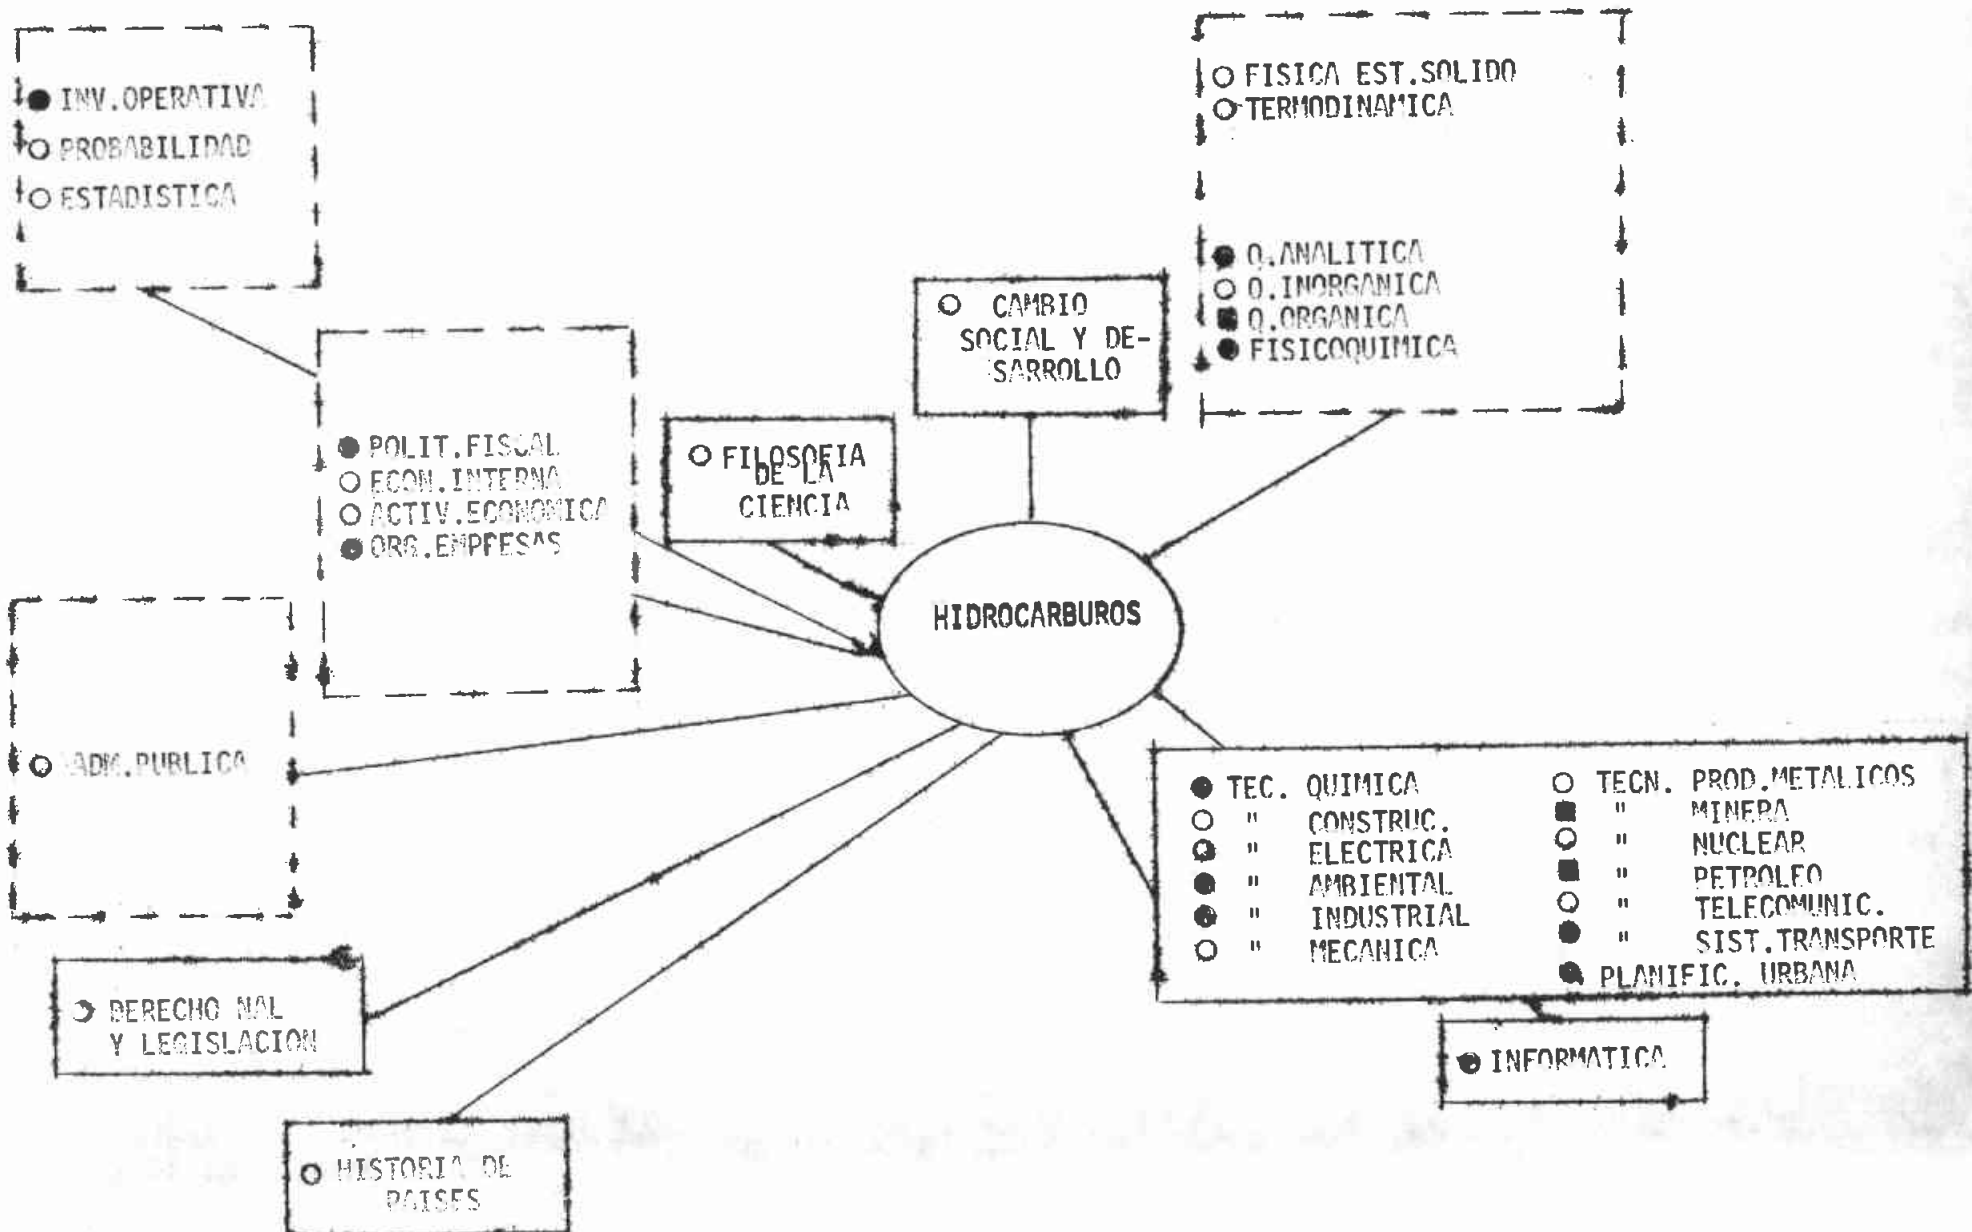 INV.OPERATIVA
PROBABILIDAD
ESTADISTICA
FISICA EST.SOLIDO
TERMODINAMICA
Q.ANALITICA
Q.INORGANICA
Q.ORGANICA
FISICOQUIMICA
CAMBIO
SOCIAL Y DE-
SARROLLO
POLIT.FISCAL
ECON.INTERNA
ACTIV.ECONOMICA
ORG.EMPRESAS
FILOSOFIA
DE LA
CIENCIA
HIDROCARBUROS
ADM.PUBLICA
TEC. QUIMICA
" CONSTRUC.
" ELECTRICA
" AMBIENTAL
" INDUSTRIAL
" MECANICA
TECN. PROD.METALICOS
" MINERA
" NUCLEAR
" PETROLEO
" TELECOMUNIC.
" SIST.TRANSPORTE
PLANIFIC. URBANA
DERECHO NAL
Y LEGISLACION
INFORMATICA
HISTORIA DE
PAISES